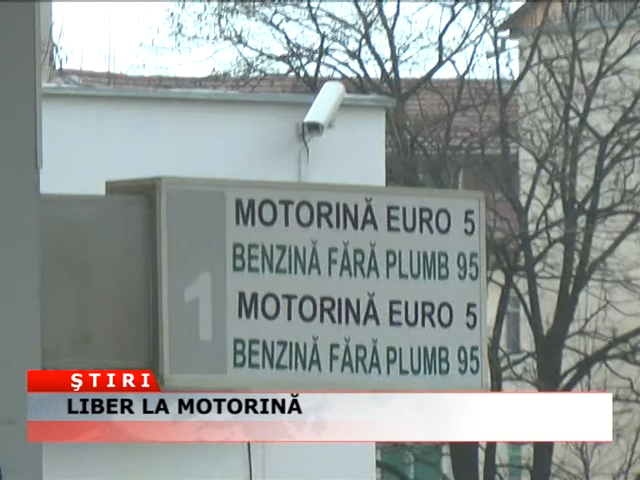 MOTORINĂ EURO 5
BENZINĂ FĂRĂ PLUMB 95
1
MOTORINĂ EURO 5
BENZINĂ FĂRĂ PLUMB 95
ŞTIRI
LIBER LA MOTORINĂ